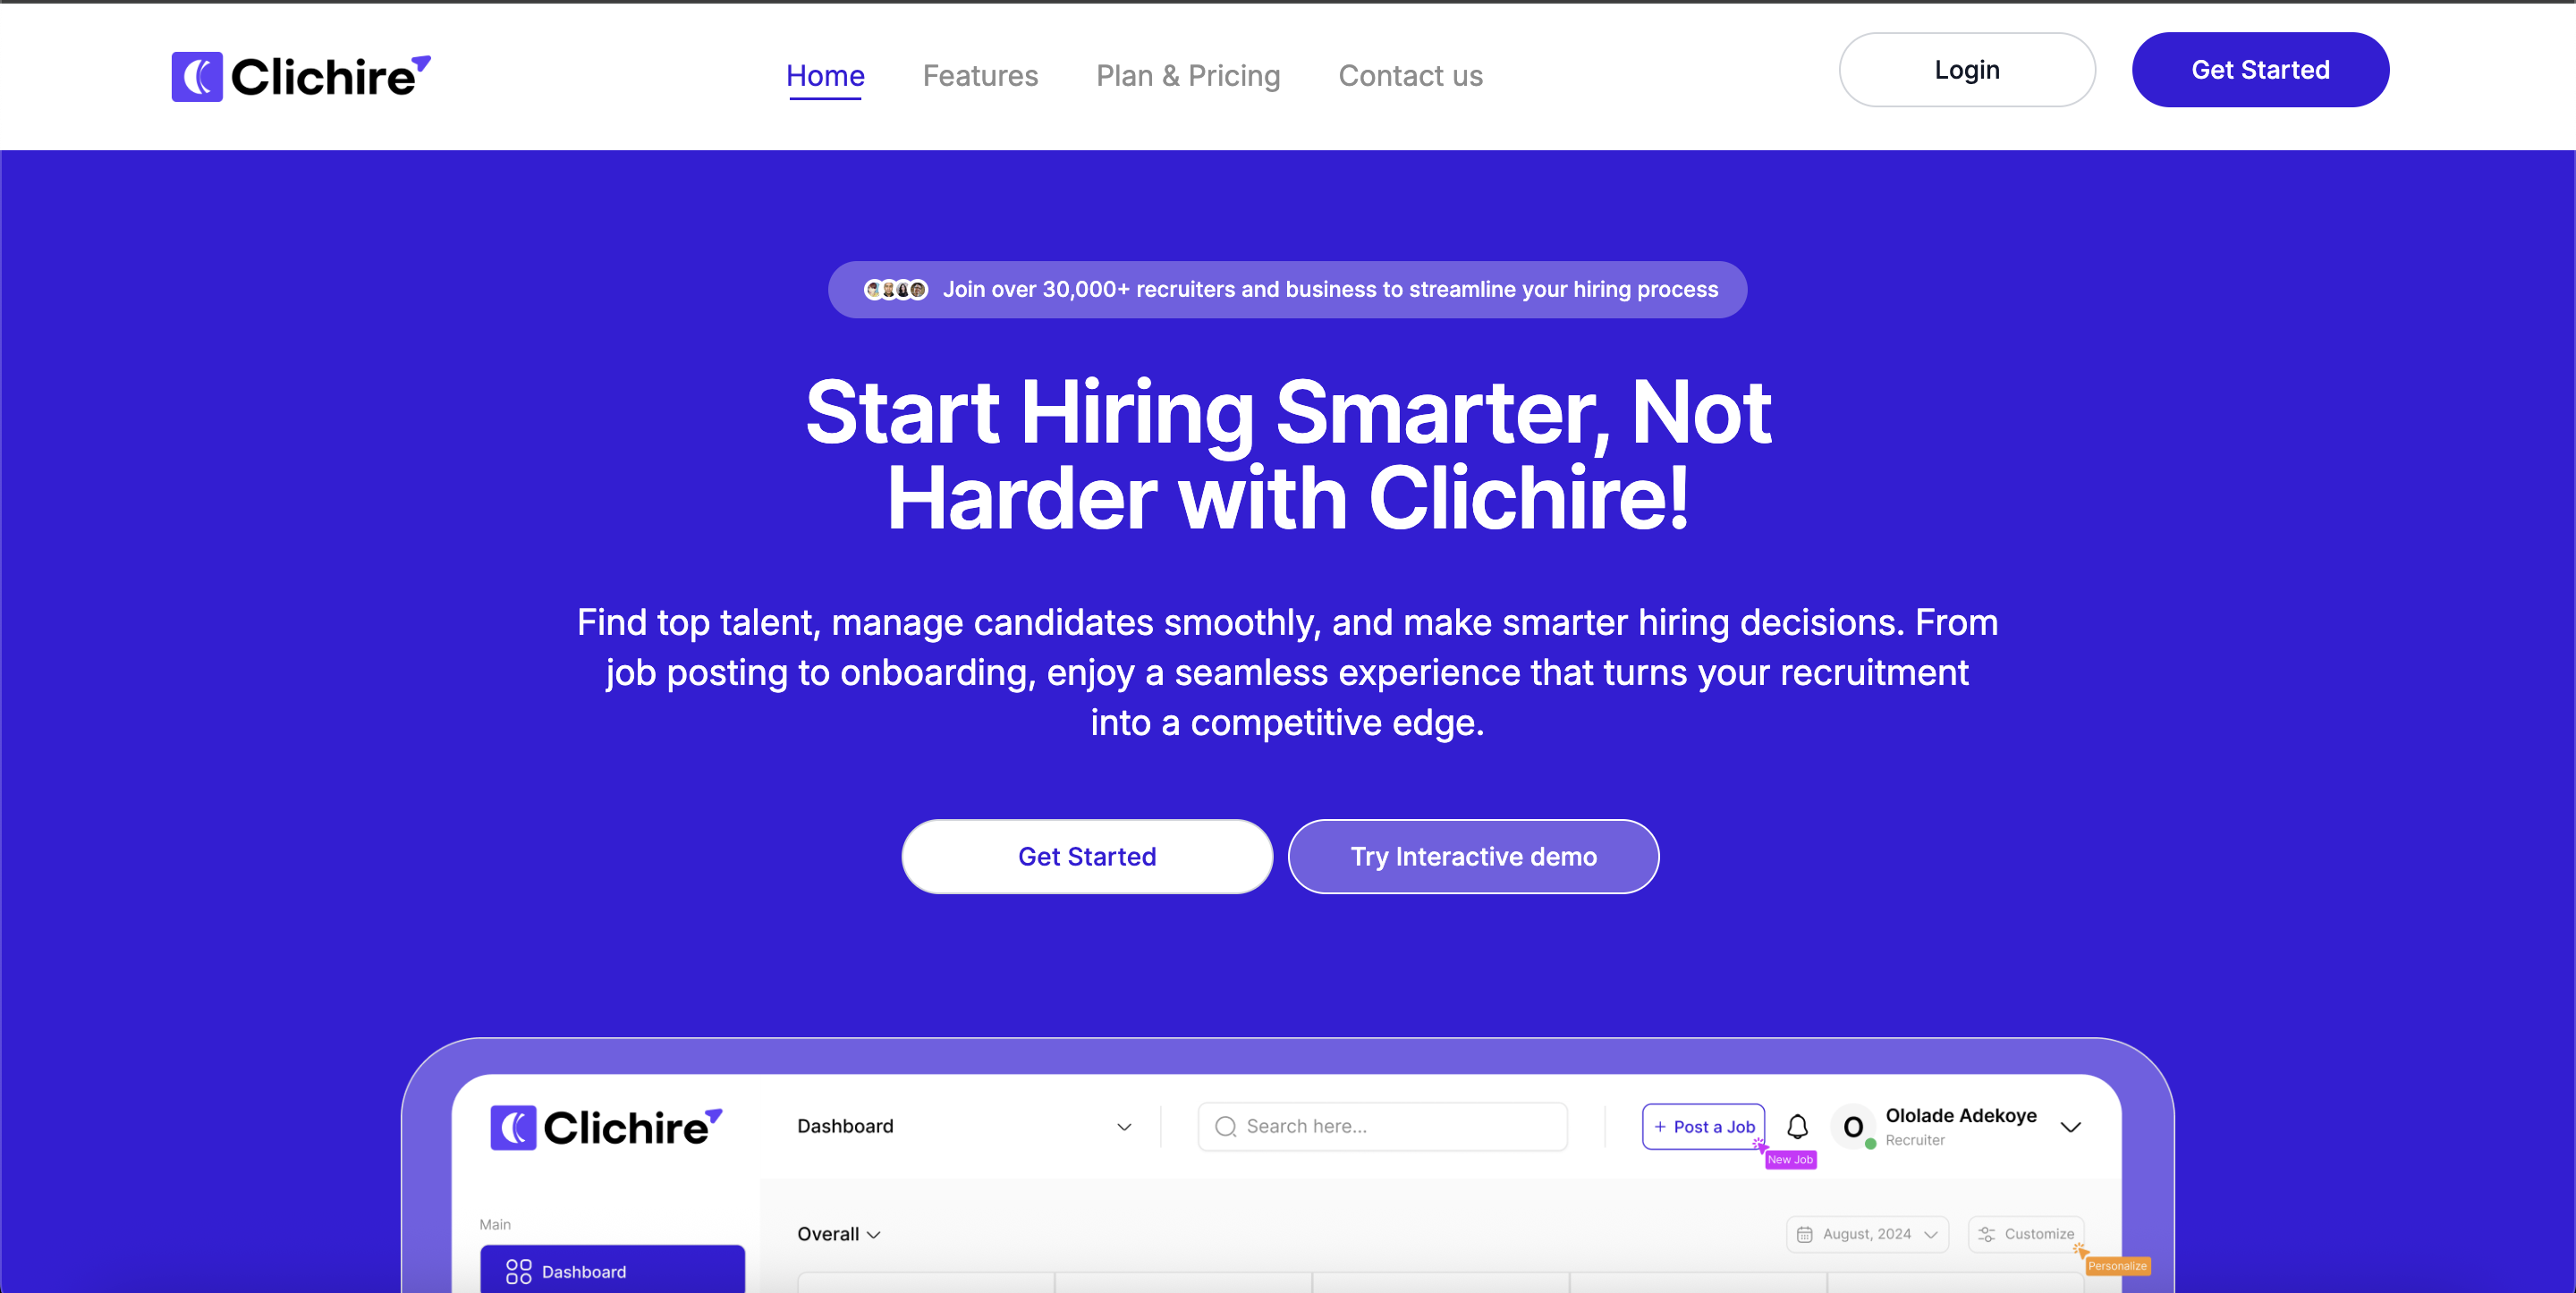 Clichire
Home Features Plan & Pricing Contact us
Login
Get Started
Join over 30,000+ recruiters and business to streamline your hiring process
Start Hiring Smarter, Not
Harder with Clichire!
Find top talent, manage candidates smoothly, and make smarter hiring decisions. From
job posting to onboarding, enjoy a seamless experience that turns your recruitment
into a competitive edge.
Get Started
Try Interactive demo
Clichire
Dashboard
Search here...
+ Post a Job
New Job
O
Ololade Adekoye
Recruiter
Main
Dashboard
Overall
August, 2024
Customize
Personalize